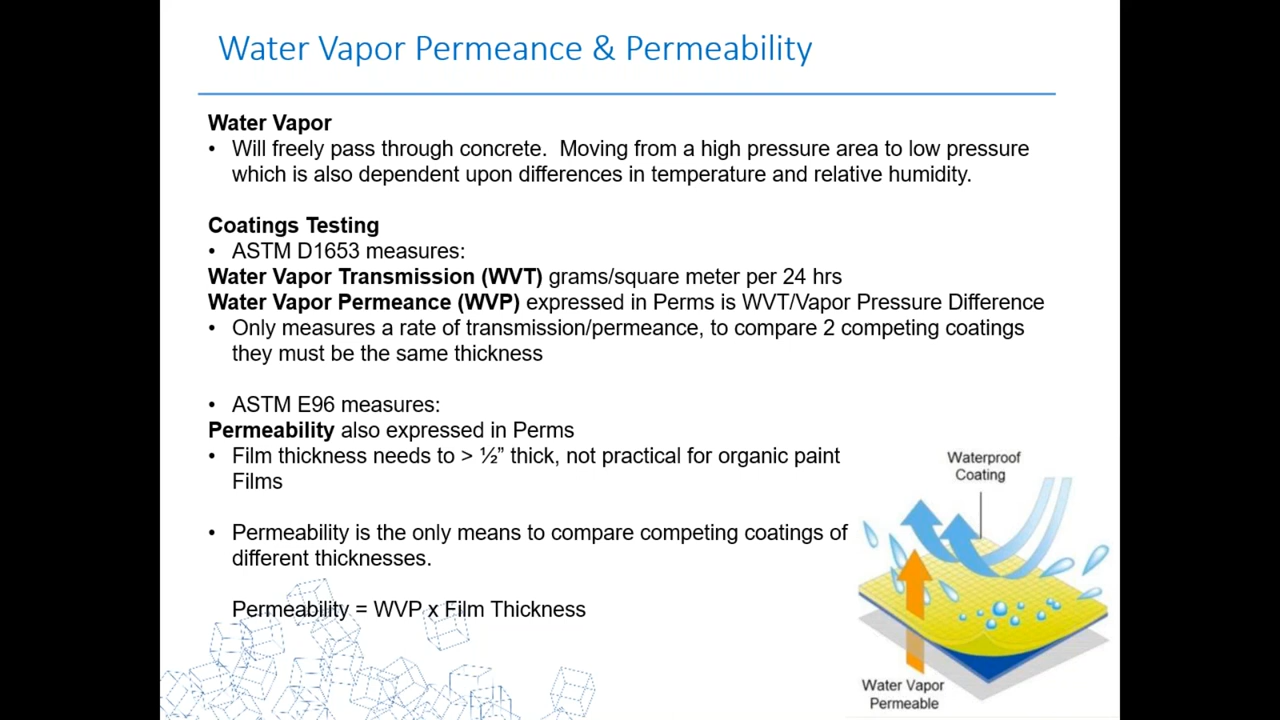 Water Vapor Permeance & Permeability
Water Vapor
• Will freely pass through concrete.  Moving from a high pressure area to low pressure
which is also dependent upon differences in temperature and relative humidity.
Coatings Testing
• ASTM D1653 measures:
Water Vapor Transmission (WVT) grams/square meter per 24 hrs
Water Vapor Permeance (WVP) expressed in Perms is WVT/Vapor Pressure Difference
• Only measures a rate of transmission/permeance, to compare 2 competing coatings
they must be the same thickness
• ASTM E96 measures:
Permeability also expressed in Perms
• Film thickness needs to > ½” thick, not practical for organic paint
Films
• Permeability is the only means to compare competing coatings of
different thicknesses.
Permeability = WVP x Film Thickness
Waterproof
Coating
Water Vapor
Permeable